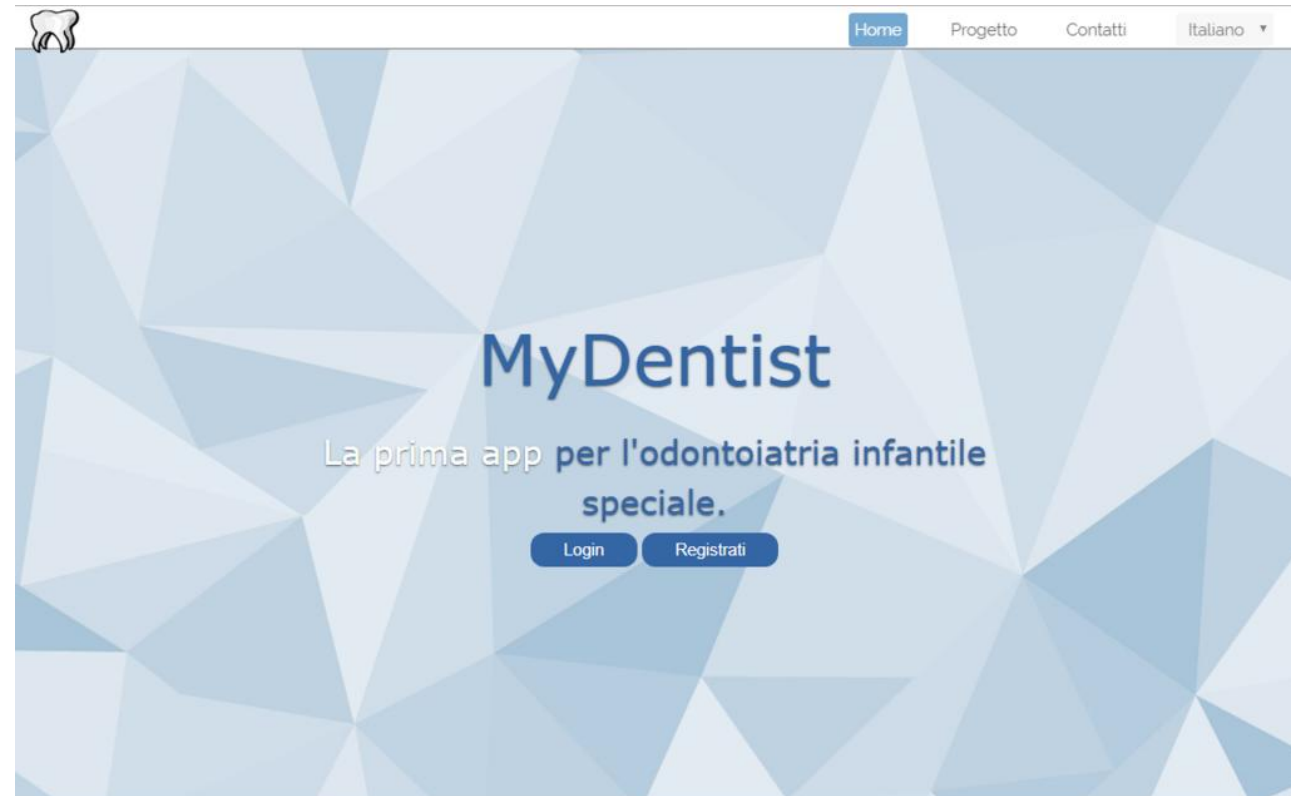 Home Progetto Contatti Italiano
MyDentist
La prima app per l'odontoiatria infantile
speciale.
Login Registrati